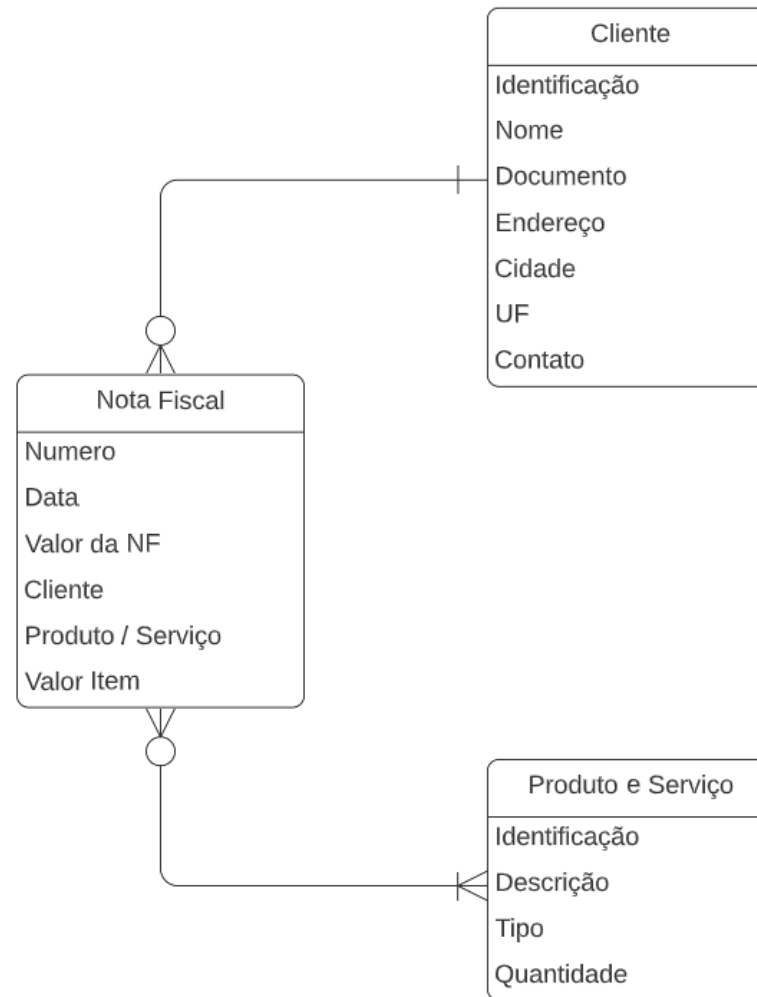 Cliente
Identificação
Nome
Documento
Endereço
Cidade
UF
Contato
Nota Fiscal
Numero
Data
Valor da NF
Cliente
Produto / Serviço
Valor Item
Produto e Serviço
Identificação
Descrição
Tipo
Quantidade